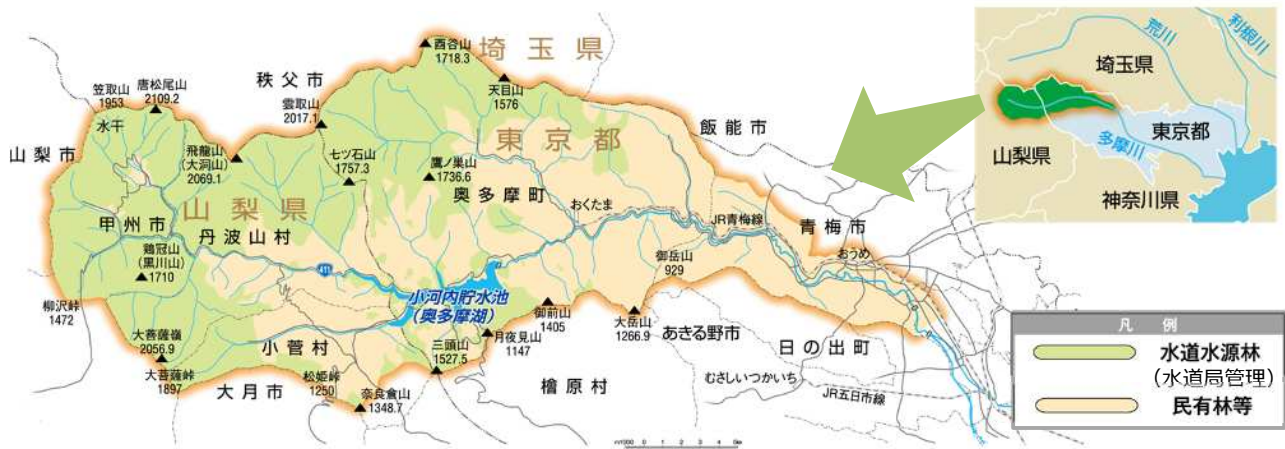 埼玉県
東京都
山梨県
秩父市
飯能市
山梨市
甲州市
丹波山村
奥多摩町
青梅市
小菅村
大月市
檜原村
あきる野市
日の出町
酉谷山
1718.3
天目山
1576
笠取山
1953
水干
唐松尾山
2109.2
雲取山
2017.1
飛龍山
(大洞山)
2069.1
七ツ石山
1757.3
鷹ノ巣山
1736.6
おくたま
JR青梅線
御岳山
929
おうめ
鶏冠山
(黒川山)
1710
411
柳沢峠
1472
小河内貯水池
(奥多摩湖)
御前山
1405
大岳山
1266.9
大菩薩嶺
2056.9
大菩薩峠
1897
三頭山
1527.5
月夜見山
1147
松姫峠
1250
奈良倉山
1348.7
むさしいつかいち
JR五日市線
m1000 0 1 2 3 4 5km
荒川
利根川
埼玉県
東京都
多摩川
山梨県
神奈川県
凡 例
水道水源林
(水道局管理)
民有林等